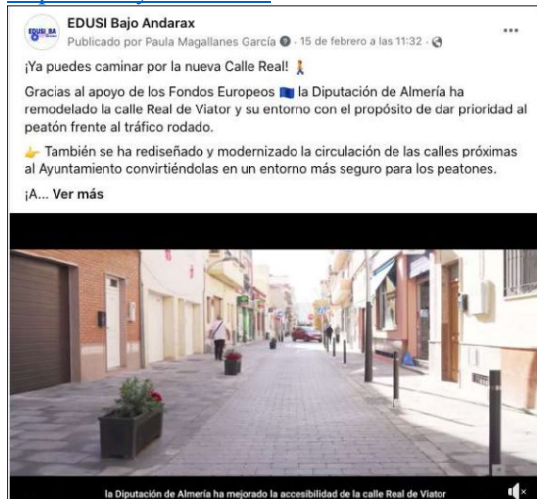 EDUSI Bajo Andarax
Publicado por Paula Magallanes García · 15 de febrero a las 11:32 ·
¡Ya puedes caminar por la nueva Calle Real!
Gracias al apoyo de los Fondos Europeos la Diputación de Almería ha
remodelado la calle Real de Viator y su entorno con el propósito de dar prioridad al
peatón frente al tráfico rodado.
También se ha rediseñado y modernizado la circulación de las calles próximas
al Ayuntamiento convirtiéndolas en un entorno más seguro para los peatones.
¡A... Ver más
la Diputación de Almería ha mejorado la accesibilidad de la calle Real de Viator